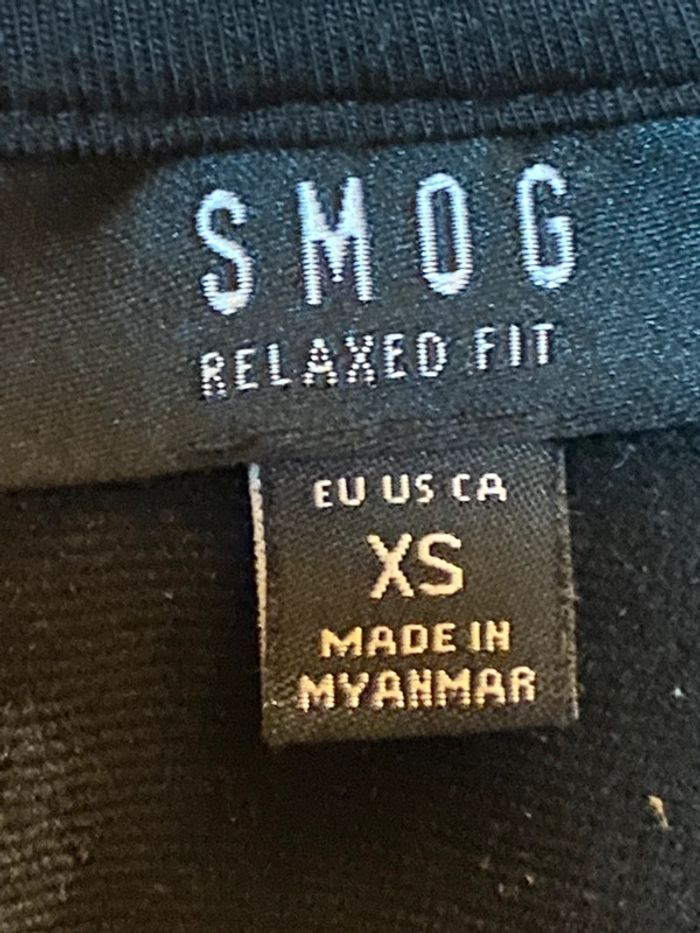 SMOG
RELAXED FIT
EU US CA
XS
MADE IN
MYANMAR